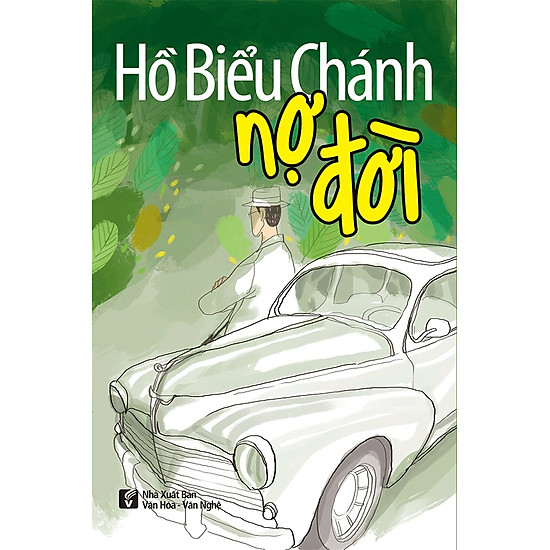 Hồ Biểu Chánh
nợ
đời
Nhà Xuất Bản
Văn Hóa - Văn Nghệ